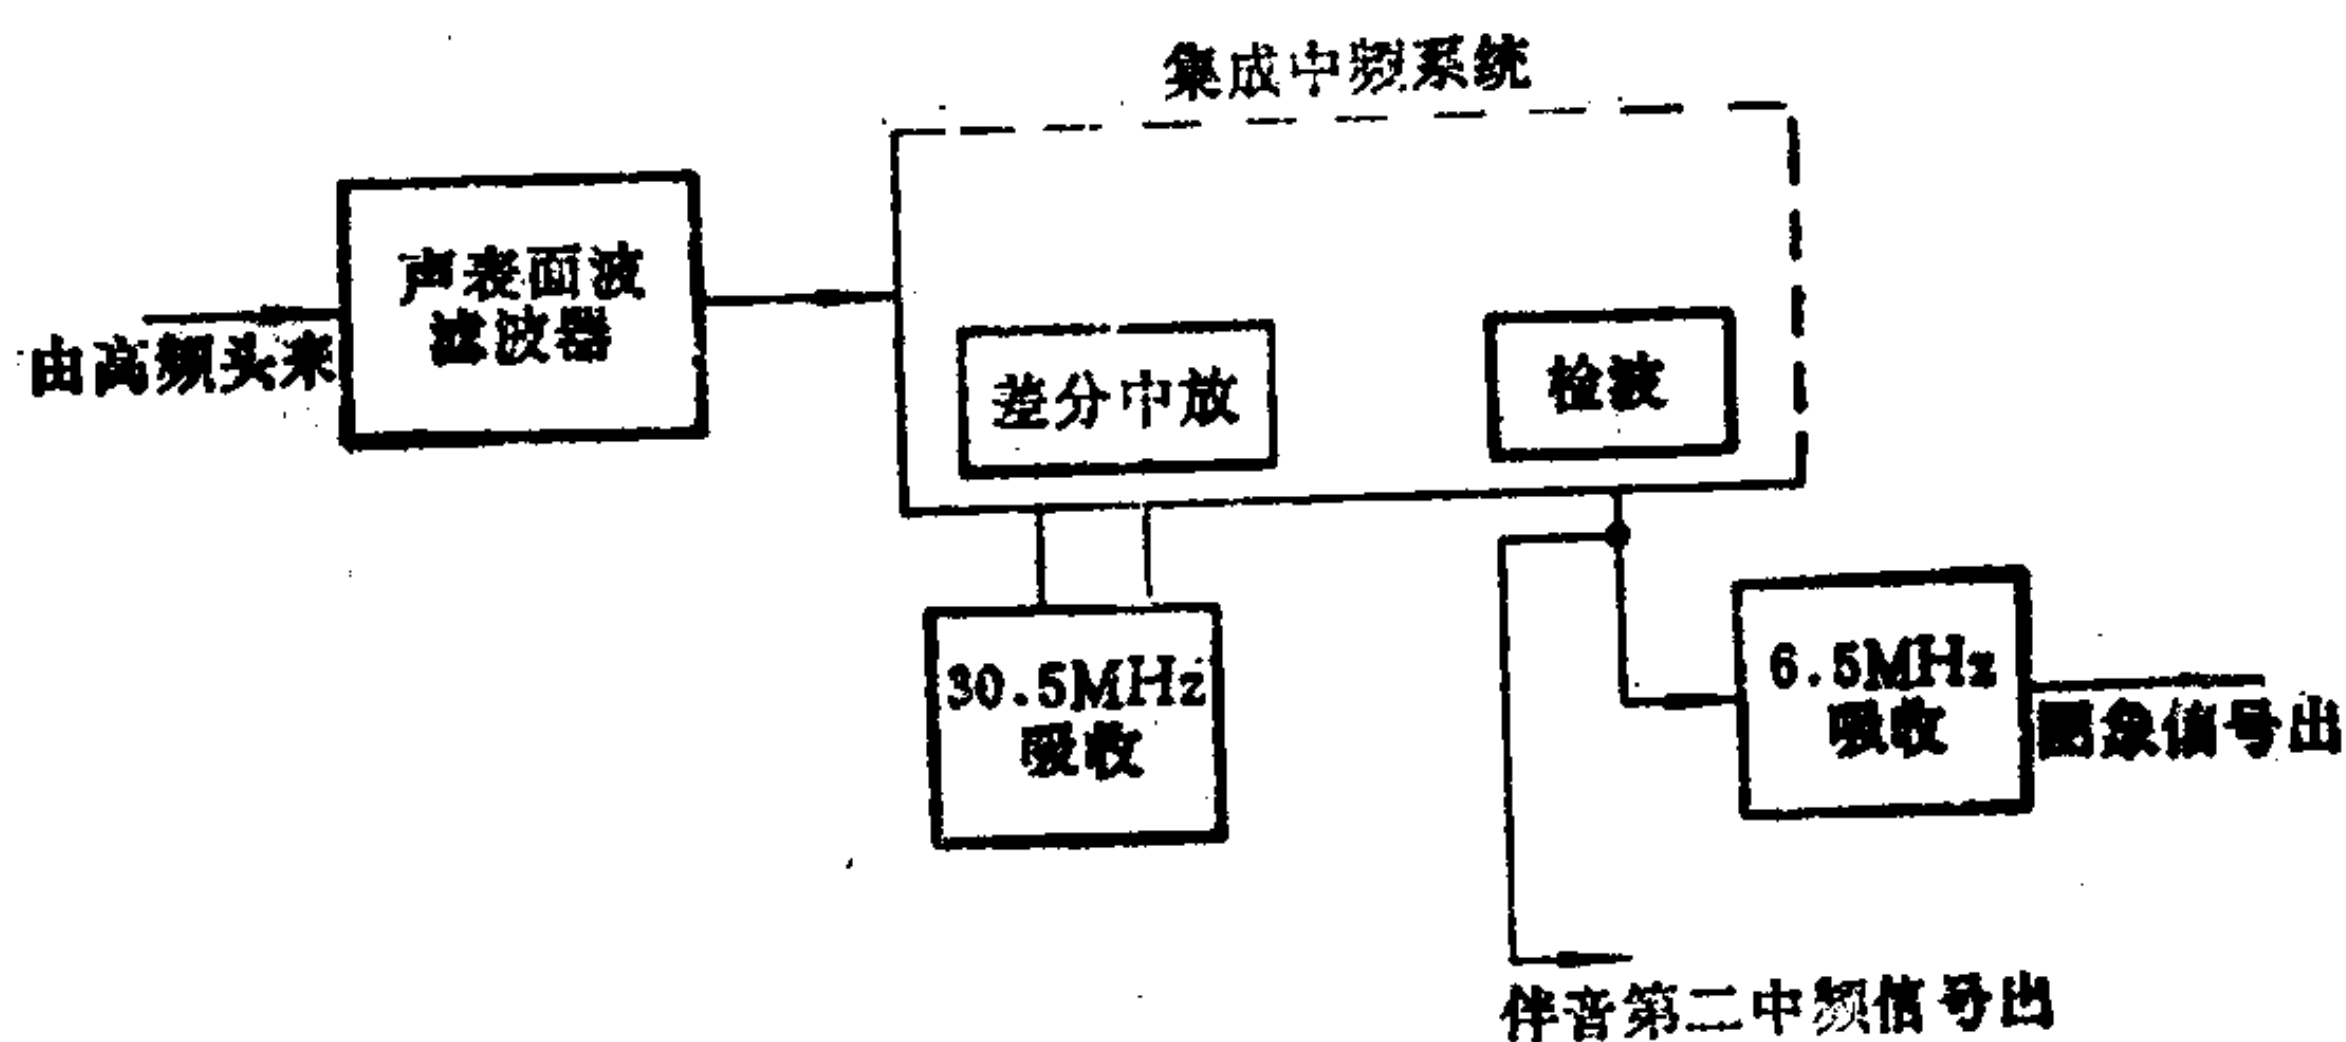 集成中频系统
声表面波
滤波器
由高频头来
差分中放
检波
30.5MHz
吸收
6.5MHz
吸收
图象信号出
伴音第二中频信号出